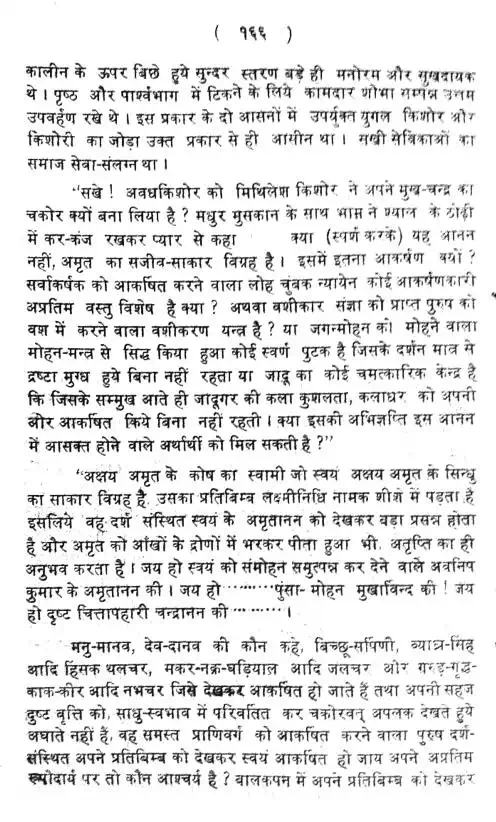 ( १६६ )
कालीन के ऊपर बिछे हुये सुन्दर स्तरण बड़े ही मनोरम और सुखदायक
थे । पृष्ठ और पार्श्वभाग में टिकने के लिये कामदार शोभा सम्पन्न उत्तम
उपवर्हण रखे थे । इस प्रकार के दो आसनों में उपर्युक्त युगल किशोर और
किशोरी का जोड़ा उक्त प्रकार से ही आसीन था । सखी सेविकाओं का
समाज सेवा-संलग्न था ।
"सखे ! अवधकिशोर को मिथिलेश किशोर ने अपने मुख-चन्द्र का
चकोर क्यों बना लिया है ? मधुर मुसकान के साथ भाम ने श्याल के ठोढ़ी
में कर-कंज रखकर प्यार से कहा क्या (स्पर्श करके) यह आनन
नहीं, अमृत का सजीव-साकार विग्रह है । इसमें इतना आकर्षण क्यों ?
सर्वाकर्षक को आकर्षित करने वाला लोह चुंबक न्यायेन कोई आकर्षणकारी
अप्रतिम वस्तु विशेष है क्या ? अथवा वशीकार संज्ञा को प्राप्त पुरुष को
वश में करने वाला वशीकरण यन्त्र है ? या जगन्मोहन को मोहने वाला
मोहन-मन्त्र से सिद्ध किया हुआ कोई स्वर्ण पुटक है जिसके दर्शन मात्र से
द्रष्टा मुग्ध हुये बिना नहीं रहता या जादू का कोई चमत्कारिक केन्द्र है
कि जिसके सम्मुख आते ही जादूगर की कला कुशलता, कलाधर को अपनी
ओर आकर्षित किये बिना नहीं रहती । क्या इसकी अभिज्ञप्ति इस आनन
में आसक्त होने वाले अर्थार्थी को मिल सकती है ?"
"अक्षय अमृत के कोष का स्वामी जो स्वयं अक्षय अमृत के सिन्धु
का साकार विग्रह है, उसका प्रतिबिम्ब लक्ष्मीनिधि नामक शीशे में पड़ता है
इसलिये वह दर्श संस्थित स्वयं के अमृतानन को देखकर बड़ा प्रसन्न होता
है और अमृत को आँखों के द्रोणों में भरकर पीता हुआ भी, अतृप्ति का ही
अनुभव करता है । जय हो स्वयं को संमोहन समुत्पन्न कर देने वाले अवनिप
कुमार के अमृतानन की । जय हो ......... पुंसा- मोहन मुखार्विन्द की ! जय
हो दृष्ट चित्तापहारी चन्द्रानन की ......... ।
मनु-मानव, देव-दानव की कौन कहे, बिच्छू-सर्पिणी, व्याघ्र-सिंह
आदि हिंसक थलचर, मकर-नक्र-घड़ियाल आदि जलचर और गरुड़-गृद्ध-
काक-कीर आदि नभचर जिसे देखकर आकर्षित हो जाते हैं तथा अपनी सहज
दुष्ट वृत्ति को, साधु-स्वभाव में परिवर्तित कर चकोरवत् अपलक देखते हुये
अघाते नहीं हैं, वह समस्त प्राणिवर्ग को आकर्षित करने वाला पुरुष दर्श-
संस्थित अपने प्रतिबिम्ब को देखकर स्वयं आकर्षित हो जाय अपने अप्रतिम
रूपौदार्य पर तो कौन आश्चर्य है ? बालकपन में अपने प्रतिबिम्ब को देखकर